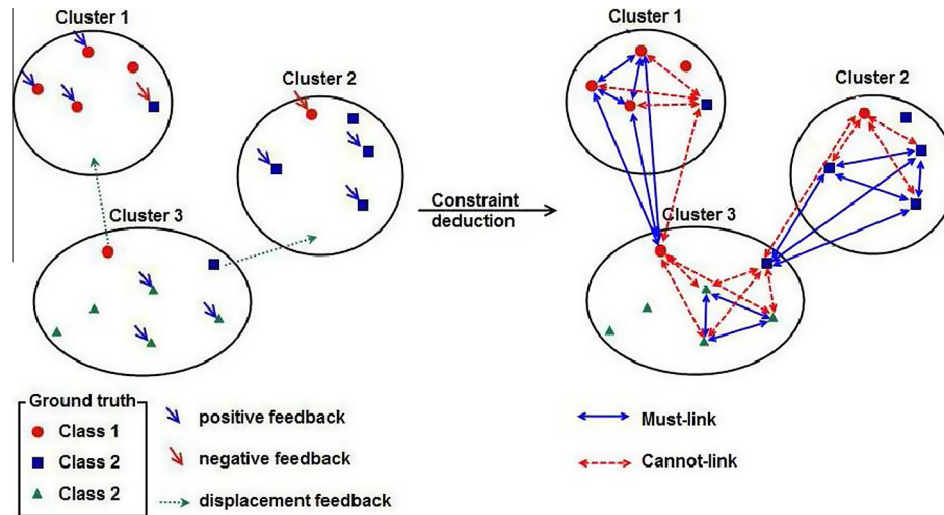 Cluster 1
Cluster 2
Cluster 3
Constraint
deduction
Cluster 1
Cluster 2
Cluster 3
Ground truth
Class 1
Class 2
Class 2
positive feedback
negative feedback
displacement feedback
Must-link
Cannot-link